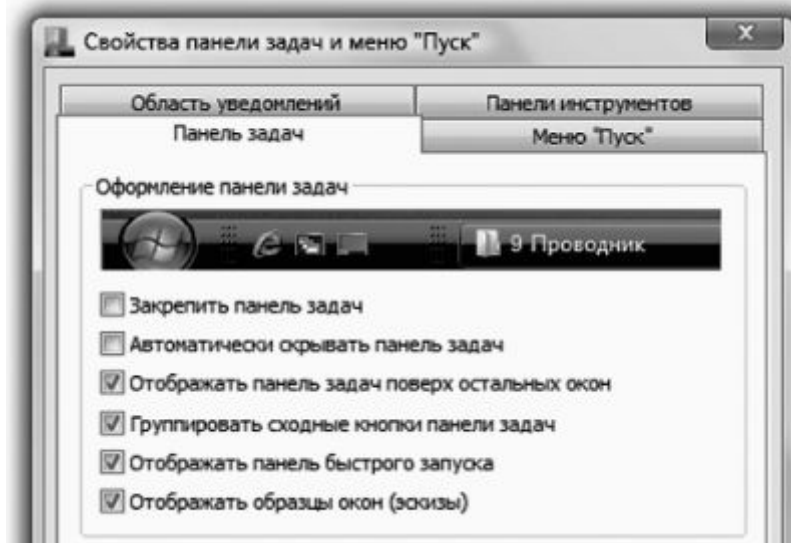 Свойства панели задач и меню "Пуск"
Область уведомлений
Панели инструментов
Панель задач
Меню "Пуск"
Оформление панели задач
9 Проводник
Закрепить панель задач
Автоматически скрывать панель задач
Отображать панель задач поверх остальных окон
Группировать сходные кнопки панели задач
Отображать панель быстрого запуска
Отображать образцы окон (эскизы)